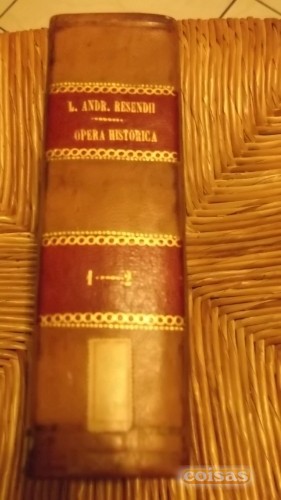 L. ANDR. RESENDII
OPERA HISTORICA
1 - 2
coisas